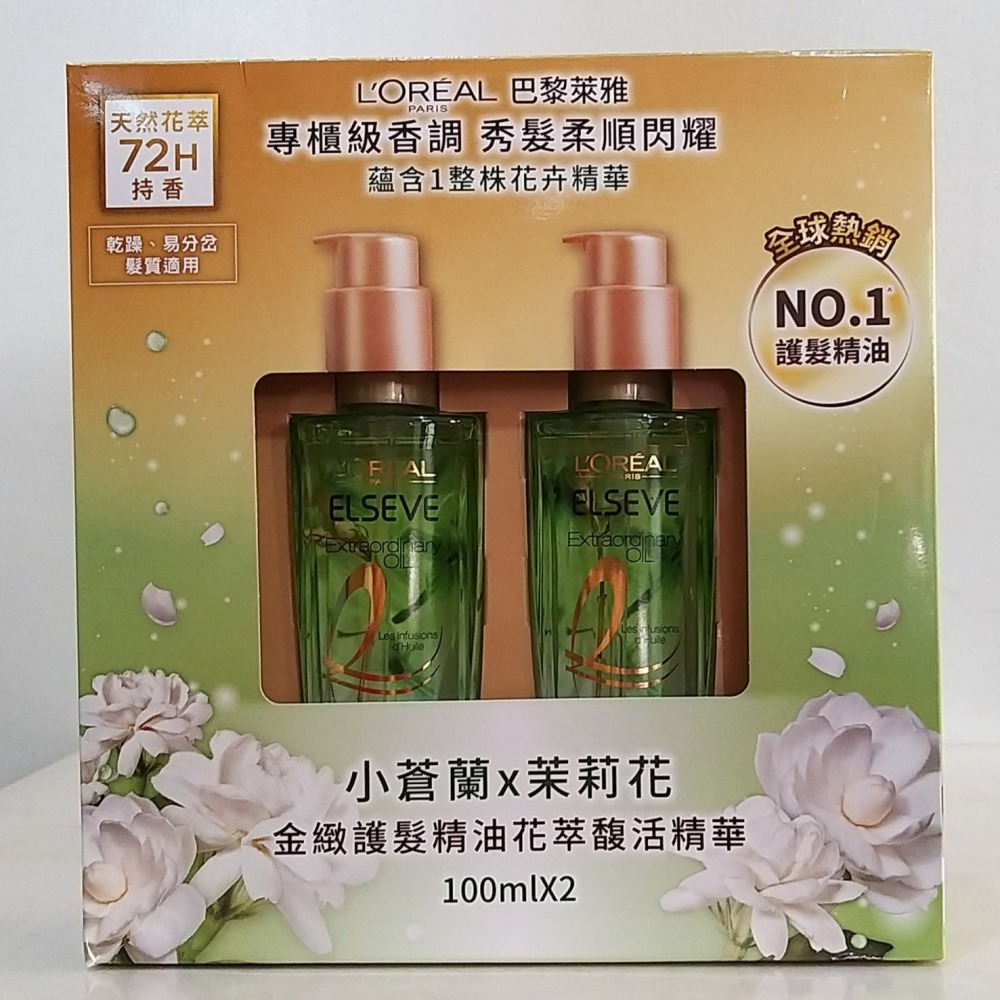 L'ORÉAL 巴黎萊雅
PARIS
專櫃級香調 秀髮柔順閃耀
蘊含1整株花卉精華
天然花萃
72H
持香
乾躁、易分岔
髮質適用
全球熱銷
NO.1^
護髮精油
L'ORÉAL
PARIS
ELSEVE
Extraordinary
OIL
Les Infusions
d'Huile
L'ORÉAL
PARIS
ELSEVE
Extraordinary
OIL
Les Infusions
d'Huile
小蒼蘭x茉莉花
金緻護髮精油花萃馥活精華
100mlX2